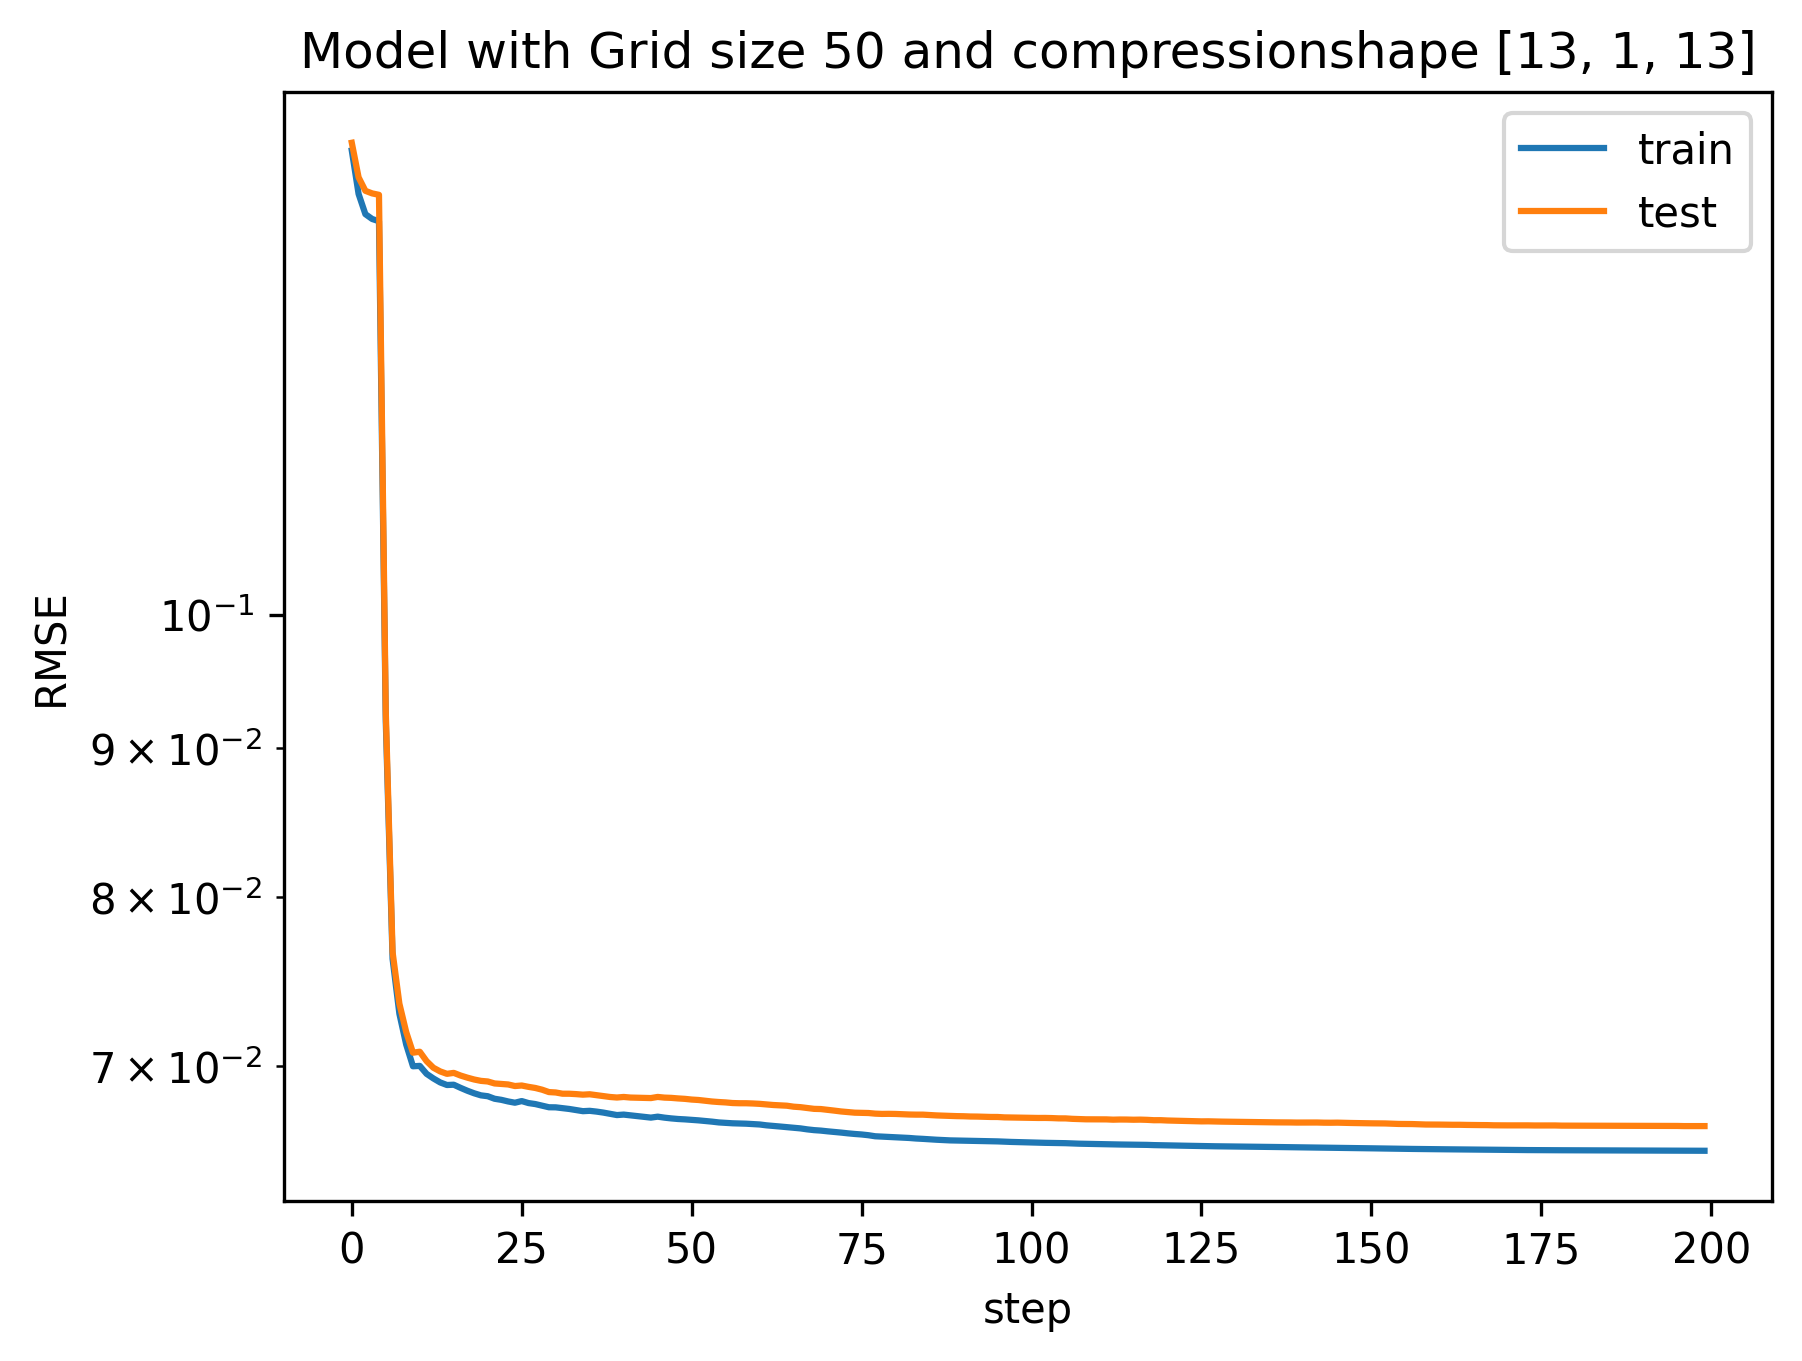 Model with Grid size 50 and compressionshape [13, 1, 13]
train
test
RMSE
10⁻¹
9 × 10⁻²
8 × 10⁻²
7 × 10⁻²
0 25 50 75 100 125 150 175 200
step